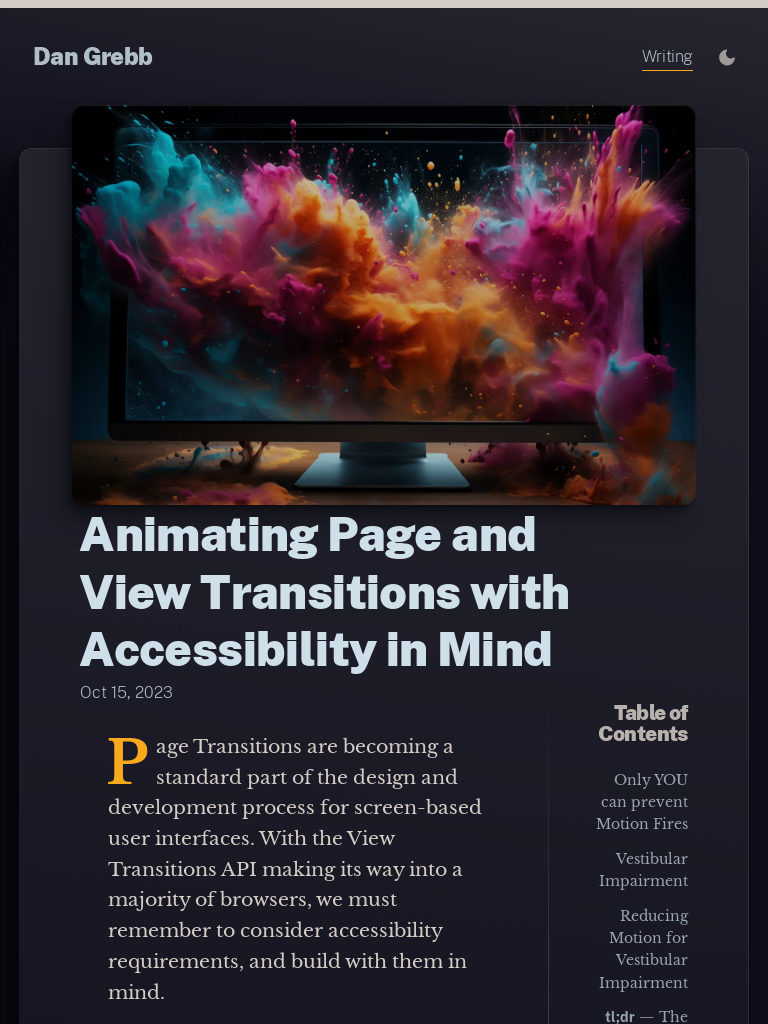 Dan Grebb
Writing
Animating Page and
View Transitions with
Accessibility in Mind
Oct 15, 2023
Page Transitions are becoming a
standard part of the design and
development process for screen-based
user interfaces. With the View
Transitions API making its way into a
majority of browsers, we must
remember to consider accessibility
requirements, and build with them in
mind.
Table of
Contents
Only YOU
can prevent
Motion Fires
Vestibular
Impairment
Reducing
Motion for
Vestibular
Impairment
tl;dr — The